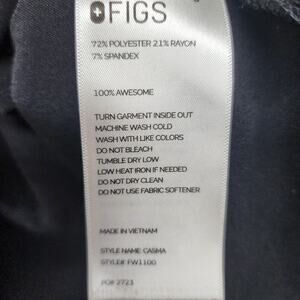 FIGS
72% POLYESTER 21% RAYON
7% SPANDEX
100% AWESOME
TURN GARMENT INSIDE OUT
MACHINE WASH COLD
WASH WITH LIKE COLORS
DO NOT BLEACH
TUMBLE DRY LOW
LOW HEAT IRON IF NEEDED
DO NOT DRY CLEAN
DO NOT USE FABRIC SOFTENER
MADE IN VIETNAM
STYLE NAME: CASMA
STYLE# FW1100
PO# 2723